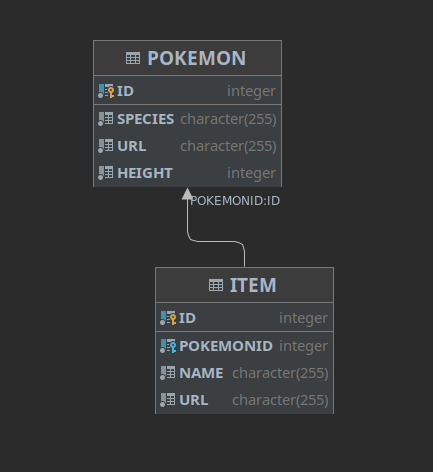 POKEMON
ID integer
SPECIES character(255)
URL character(255)
HEIGHT integer
POKEMONID:ID
ITEM
ID integer
POKEMONID integer
NAME character(255)
URL character(255)